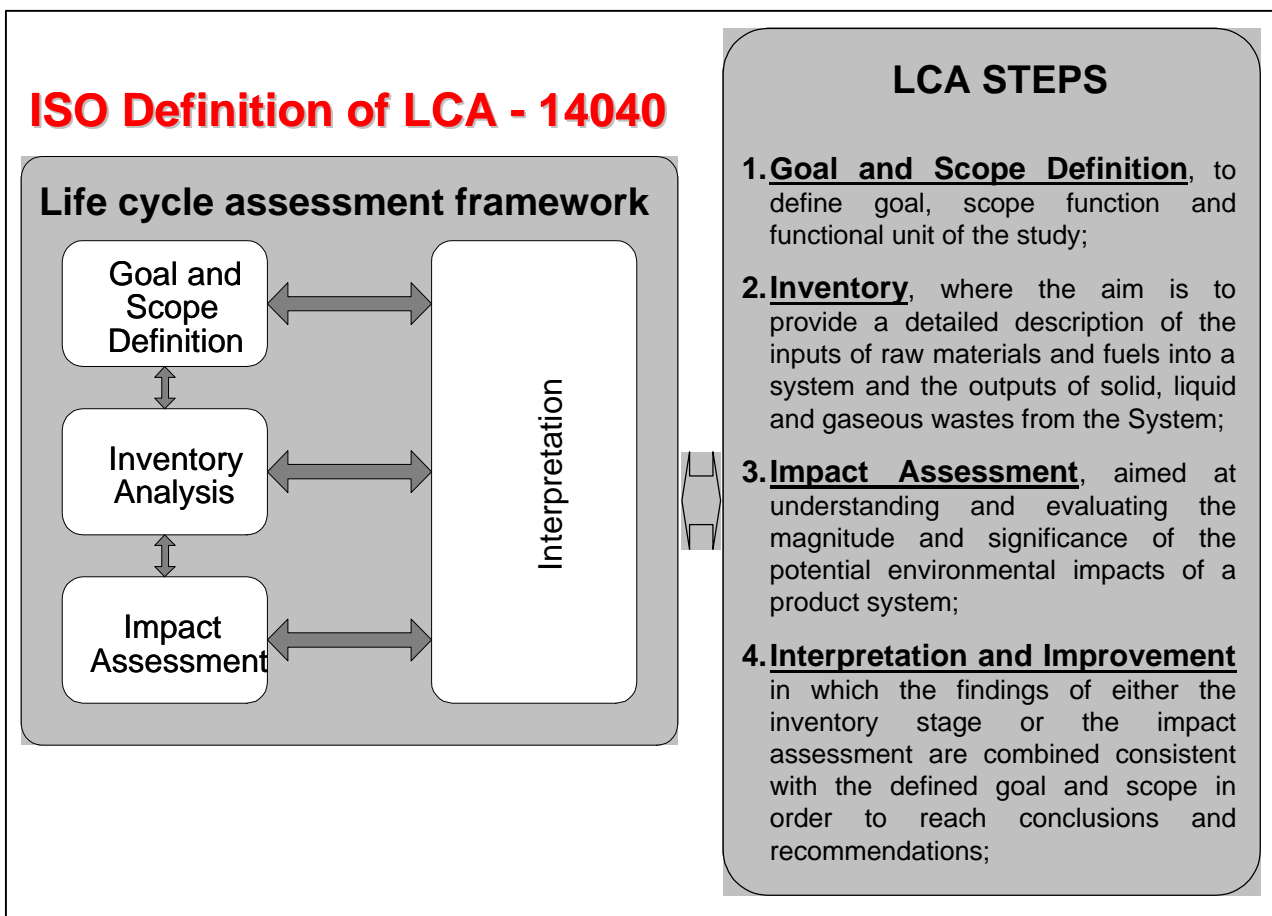 ISO Definition of LCA - 14040
Life cycle assessment framework
Goal and
Scope
Definition
Inventory
Analysis
Impact
Assessment
Interpretation
LCA STEPS
1. Goal and Scope Definition, to
define goal, scope function and
functional unit of the study;
2. Inventory, where the aim is to
provide a detailed description of the
inputs of raw materials and fuels into a
system and the outputs of solid, liquid
and gaseous wastes from the System;
3. Impact Assessment, aimed at
understanding and evaluating the
magnitude and significance of the
potential environmental impacts of a
product system;
4. Interpretation and Improvement
in which the findings of either the
inventory stage or the impact
assessment are combined consistent
with the defined goal and scope in
order to reach conclusions and
recommendations;